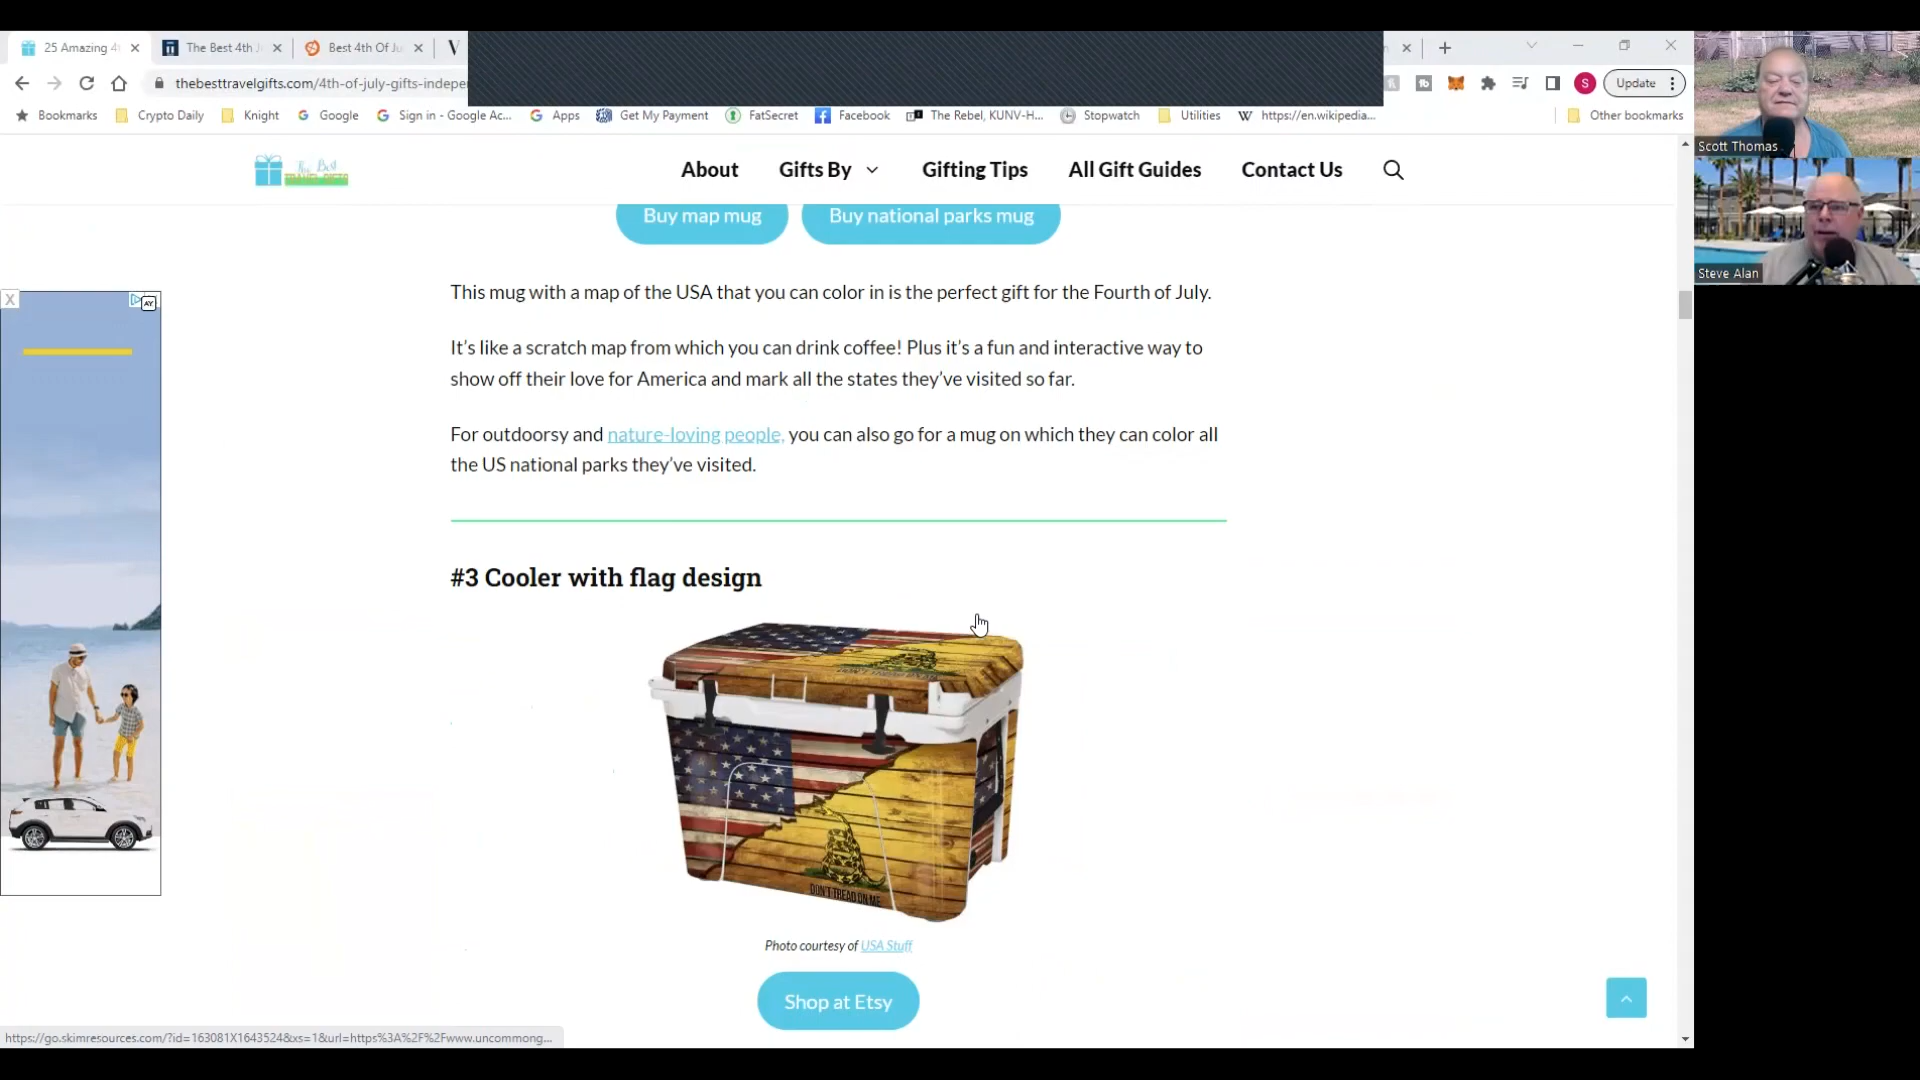 25 Amazing 4
The Best 4th J
Best 4th Of Ju
thebesttravelgifts.com/4th-of-july-gifts-indepe
S
Update
Bookmarks
Crypto Daily
Knight
Google
Sign in - Google Ac...
Apps
Get My Payment
FatSecret
Facebook
The Rebel, KUNV-H...
Stopwatch
Utilities
https://en.wikipedia...
Other bookmarks
Scott Thomas
Steve Alan
The Best
TRAVEL GIFTS
About
Gifts By
Gifting Tips
All Gift Guides
Contact Us
Buy map mug
Buy national parks mug
This mug with a map of the USA that you can color in is the perfect gift for the Fourth of July.
It’s like a scratch map from which you can drink coffee! Plus it’s a fun and interactive way to
show off their love for America and mark all the states they’ve visited so far.
For outdoorsy and nature-loving people, you can also go for a mug on which they can color all
the US national parks they’ve visited.
#3 Cooler with flag design
DON'T TREAD ON ME
Photo courtesy of USA Stuff
Shop at Etsy
X
AY
https://go.skimresources.com/?id=163081X1643524&xs=1&url=https%3A%2F%2Fwww.uncommong...